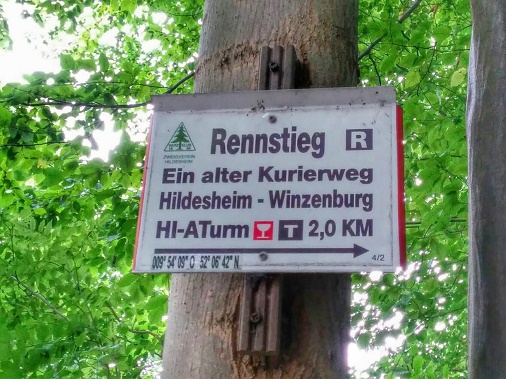 Rennstieg R
Ein alter Kurierweg
Hildesheim - Winzenburg
HI-ATurm T 2,0 KM
009° 54' 09" O 52° 06' 42" N
4/2